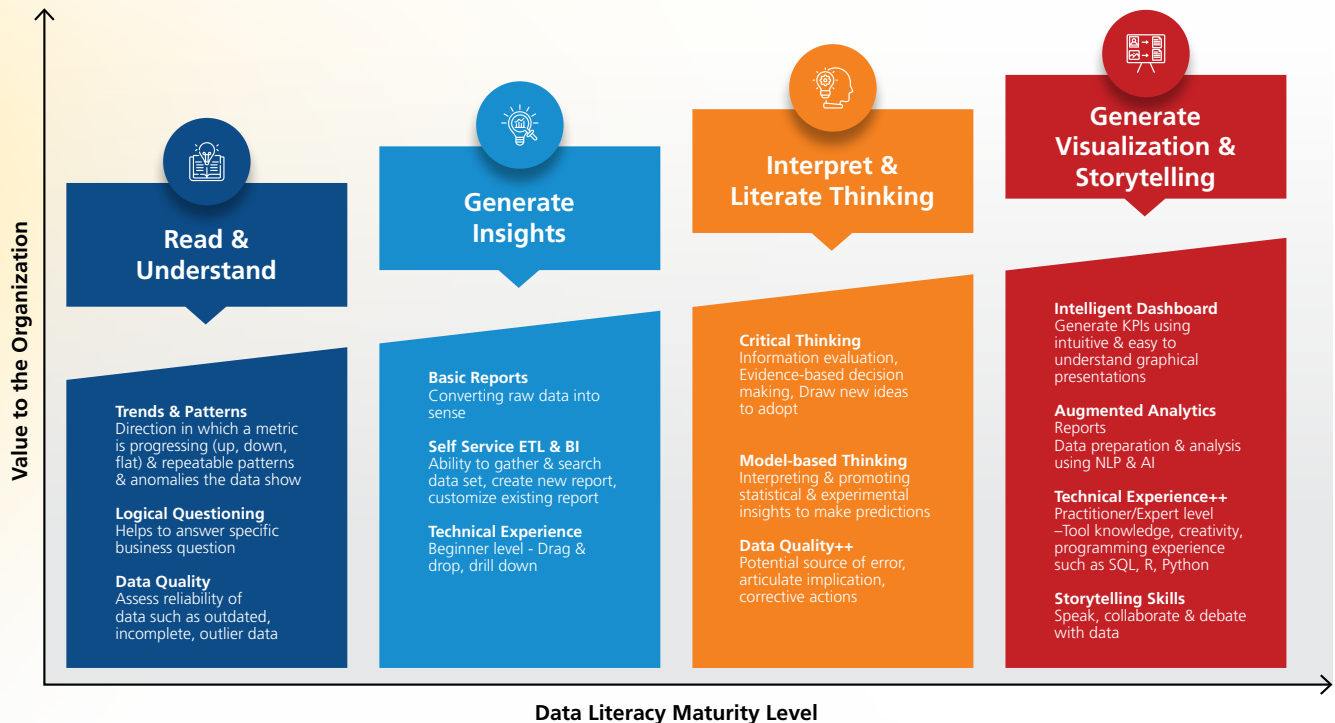 Value to the Organization
Read &
Understand
Trends & Patterns
Direction in which a metric
is progressing (up, down,
flat) & repeatable patterns
& anomalies the data show
Logical Questioning
Helps to answer specific
business question
Data Quality
Assess reliability of
data such as outdated,
incomplete, outlier data
Generate
Insights
Basic Reports
Converting raw data into
sense
Self Service ETL & BI
Ability to gather & search
data set, create new report,
customize existing report
Technical Experience
Beginner level - Drag &
drop, drill down
Interpret &
Literate Thinking
Critical Thinking
Information evaluation,
Evidence-based decision
making, Draw new ideas
to adopt
Model-based Thinking
Interpreting & promoting
statistical & experimental
insights to make predictions
Data Quality++
Potential source of error,
articulate implication,
corrective actions
Generate
Visualization &
Storytelling
Intelligent Dashboard
Generate KPIs using
intuitive & easy to
understand graphical
presentations
Augmented Analytics
Reports
Data preparation & analysis
using NLP & AI
Technical Experience++
Practitioner/Expert level
–Tool knowledge, creativity,
programming experience
such as SQL, R, Python
Storytelling Skills
Speak, collaborate & debate
with data
Data Literacy Maturity Level